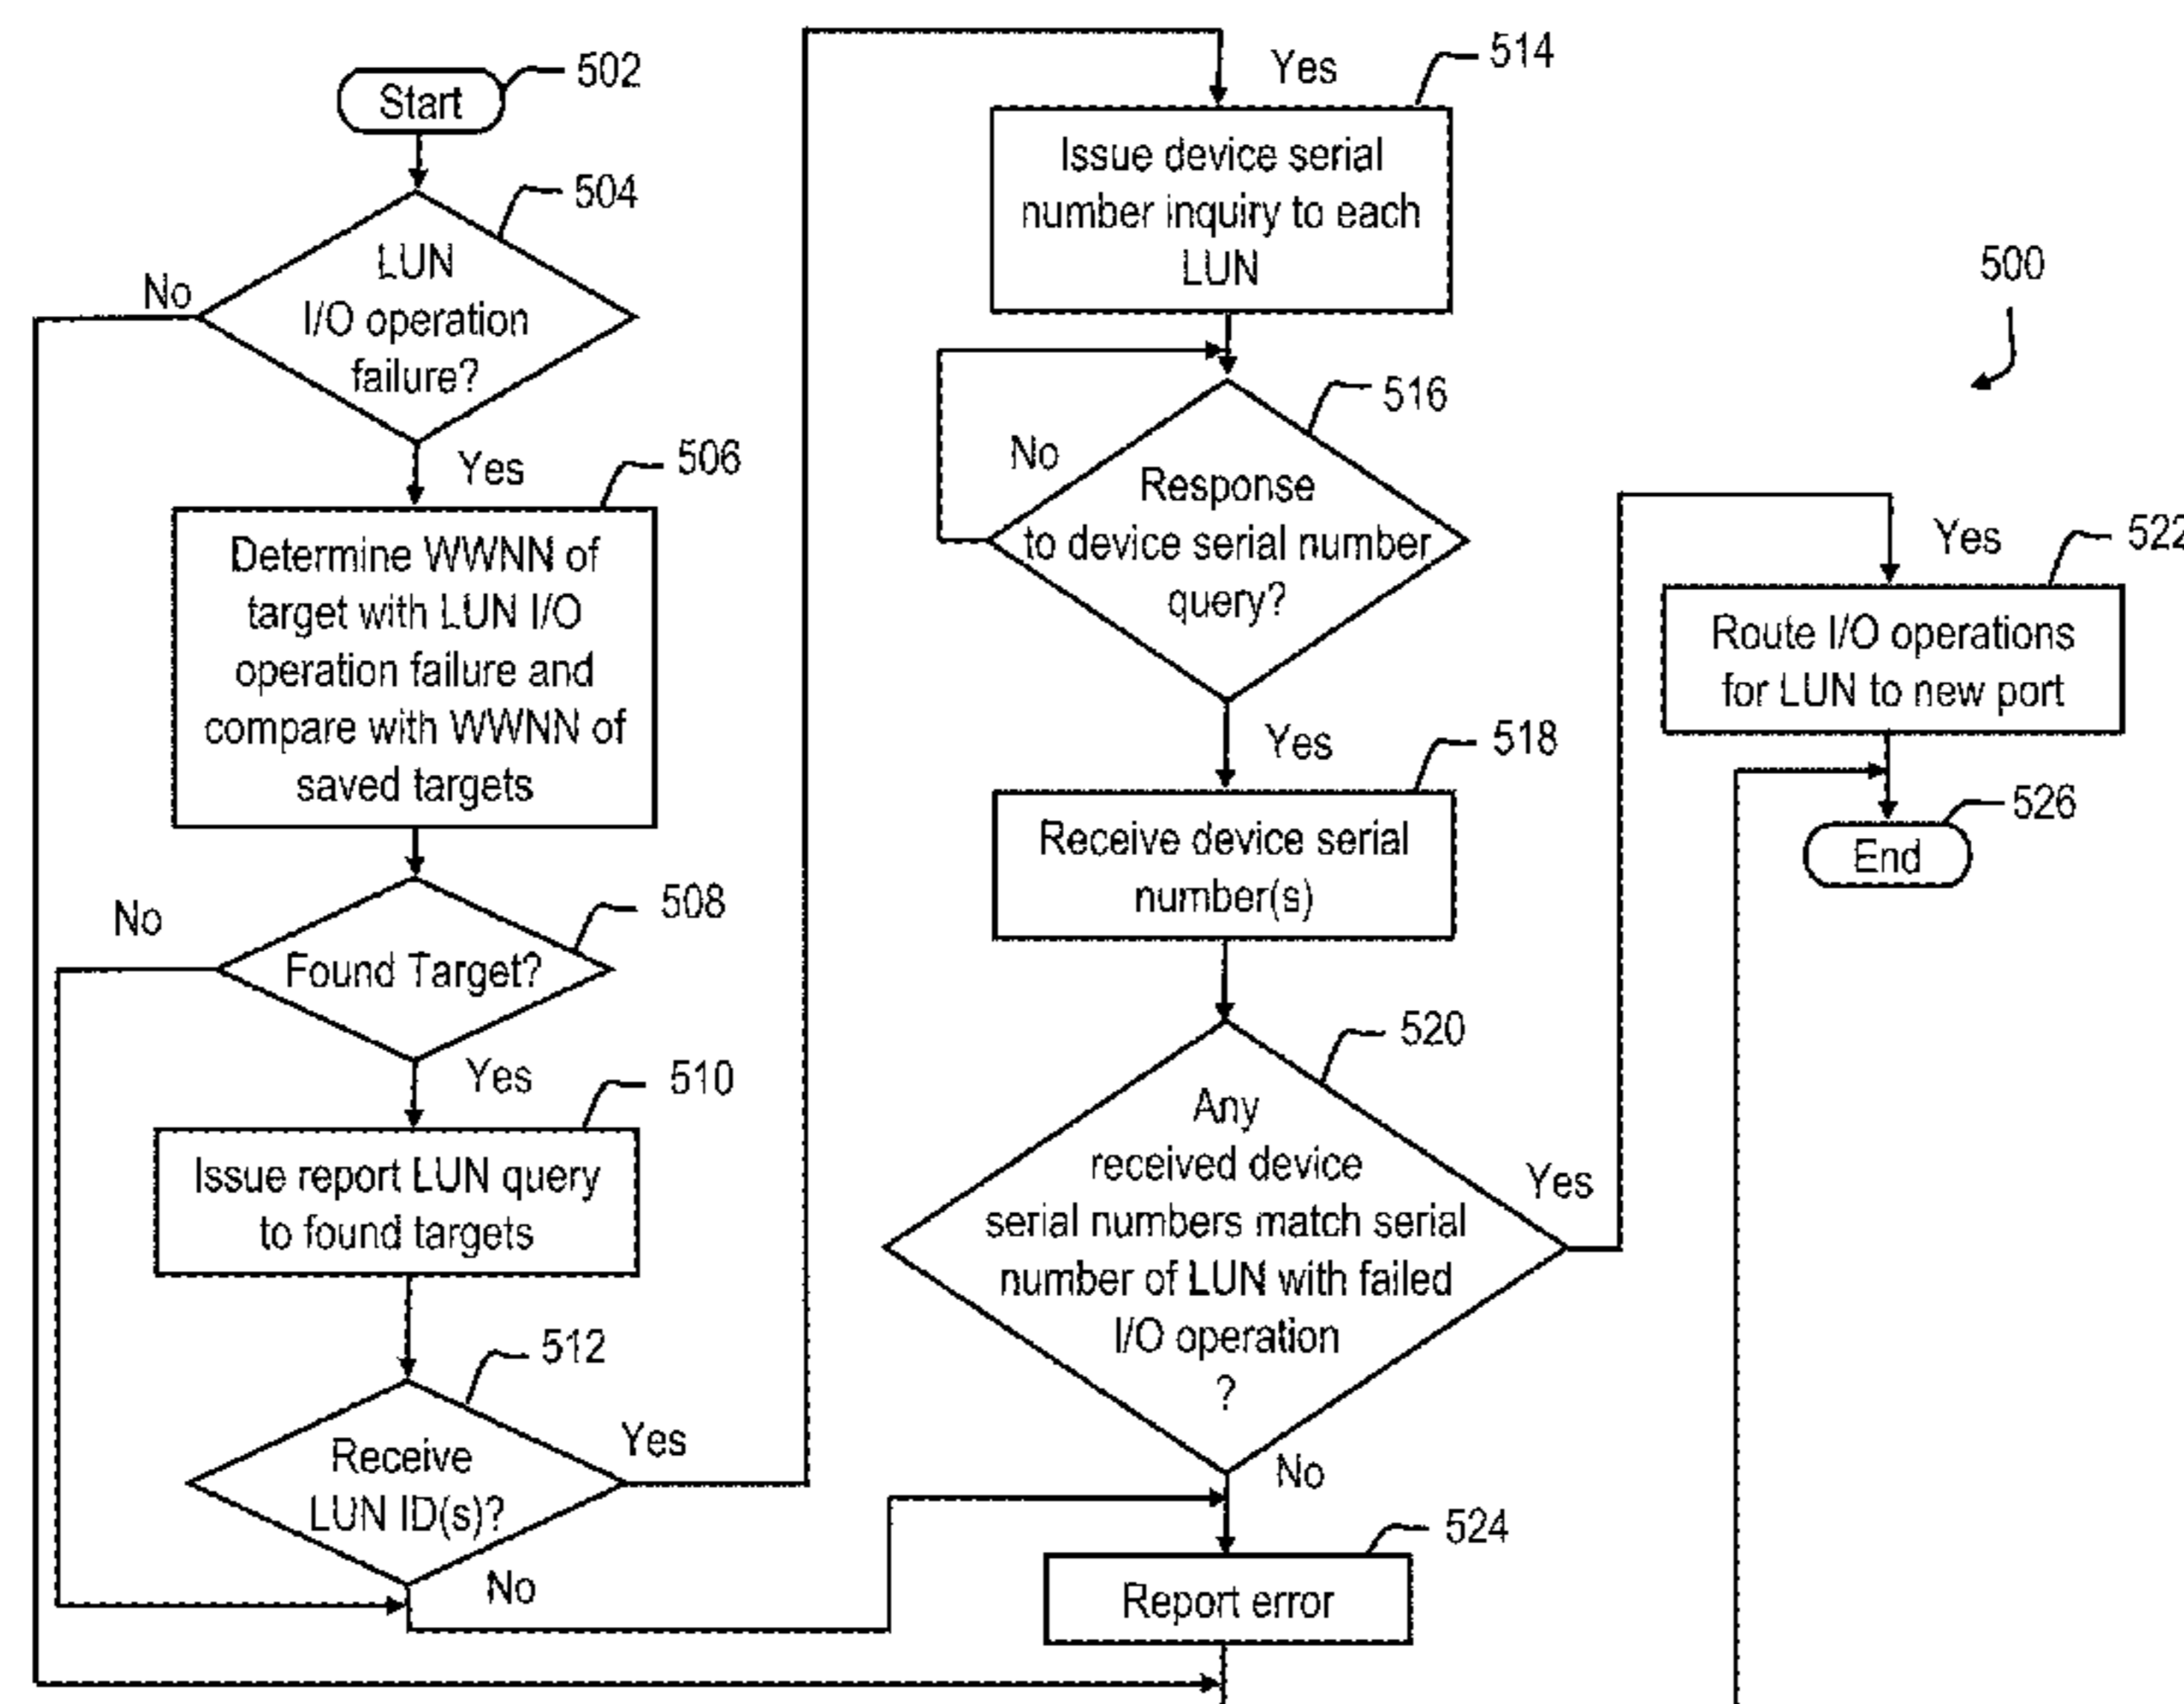 502
Start
504
LUN
I/O operation
failure?
No
Yes
506
Determine WWNN of
target with LUN I/O
operation failure and
compare with WWNN of
saved targets
508
No
Found Target?
Yes
510
Issue report LUN query
to found targets
512
Receive
LUN ID(s)?
Yes
No
Yes
514
Issue device serial
number inquiry to each
LUN
516
No
Response
to device serial number
query?
Yes
518
Receive device serial
number(s)
520
Any
received device
serial numbers match serial
number of LUN with failed
I/O operation
?
Yes
No
524
Report error
500
Yes
522
Route I/O operations
for LUN to new port
526
End